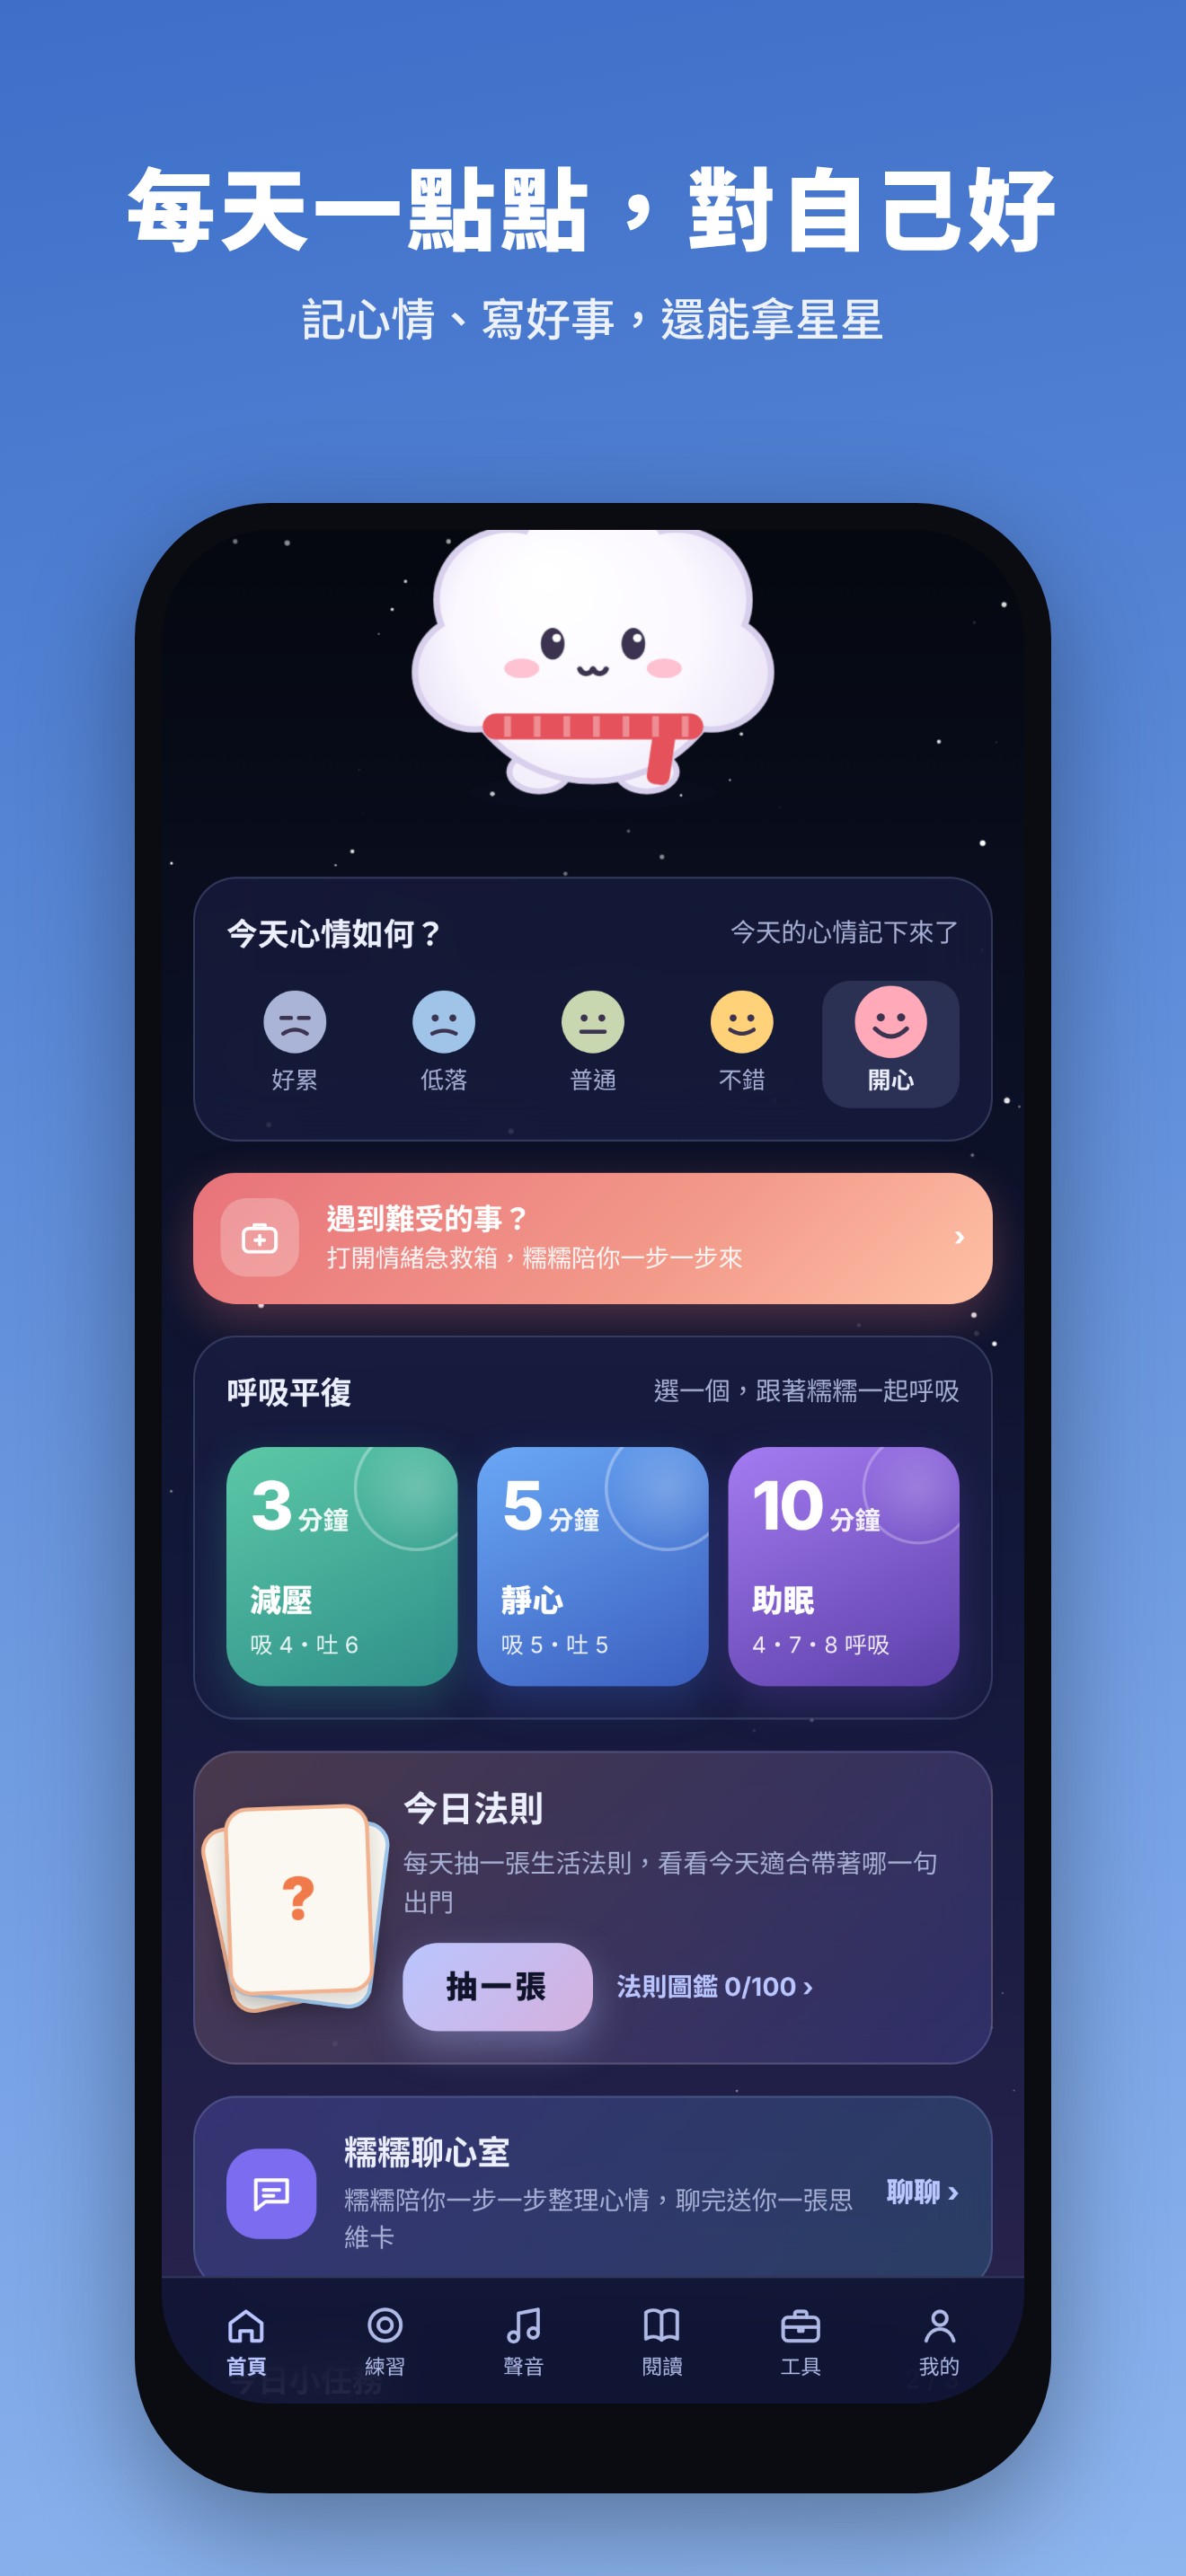 每天一點點，對自己好
記心情、寫好事，還能拿星星
今天心情如何？
今天的心情記下來了
好累
低落
普通
不錯
開心
遇到難受的事？
打開情緒急救箱，糯糯陪你一步一步來
›
呼吸平復
選一個，跟著糯糯一起呼吸
3 分鐘
減壓
吸 4・吐 6
5 分鐘
靜心
吸 5・吐 5
10 分鐘
助眠
4・7・8 呼吸
?
今日法則
每天抽一張生活法則，看看今天適合帶著哪一句
出門
抽一張
法則圖鑑 0/100 ›
糯糯聊心室
糯糯陪你一步一步整理心情，聊完送你一張思
維卡
聊聊 ›
首頁
練習
聲音
閱讀
工具
我的
今日小任務
2 / 3